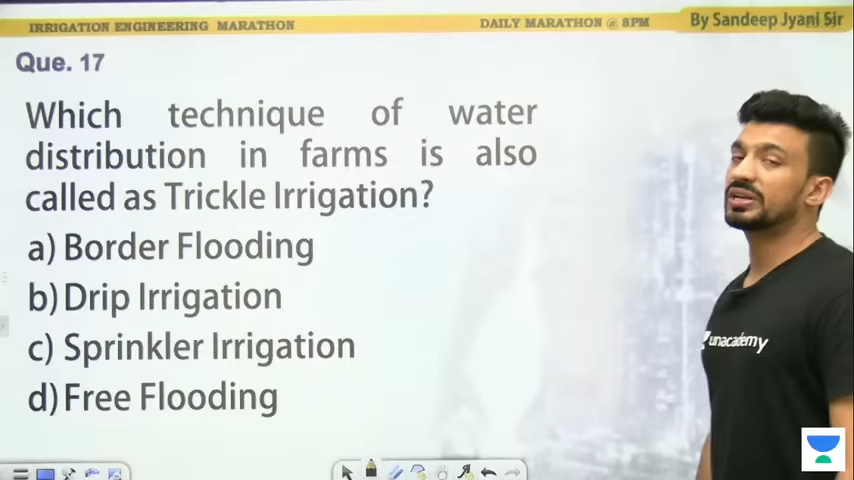 IRRIGATION ENGINEERING MARATHON
DAILY MARATHON @ 8PM
By Sandeep Jyani Sir
Que. 17
Which technique of water
distribution in farms is also
called as Trickle Irrigation?
a) Border Flooding
b) Drip Irrigation
c) Sprinkler Irrigation
d) Free Flooding
unacademy